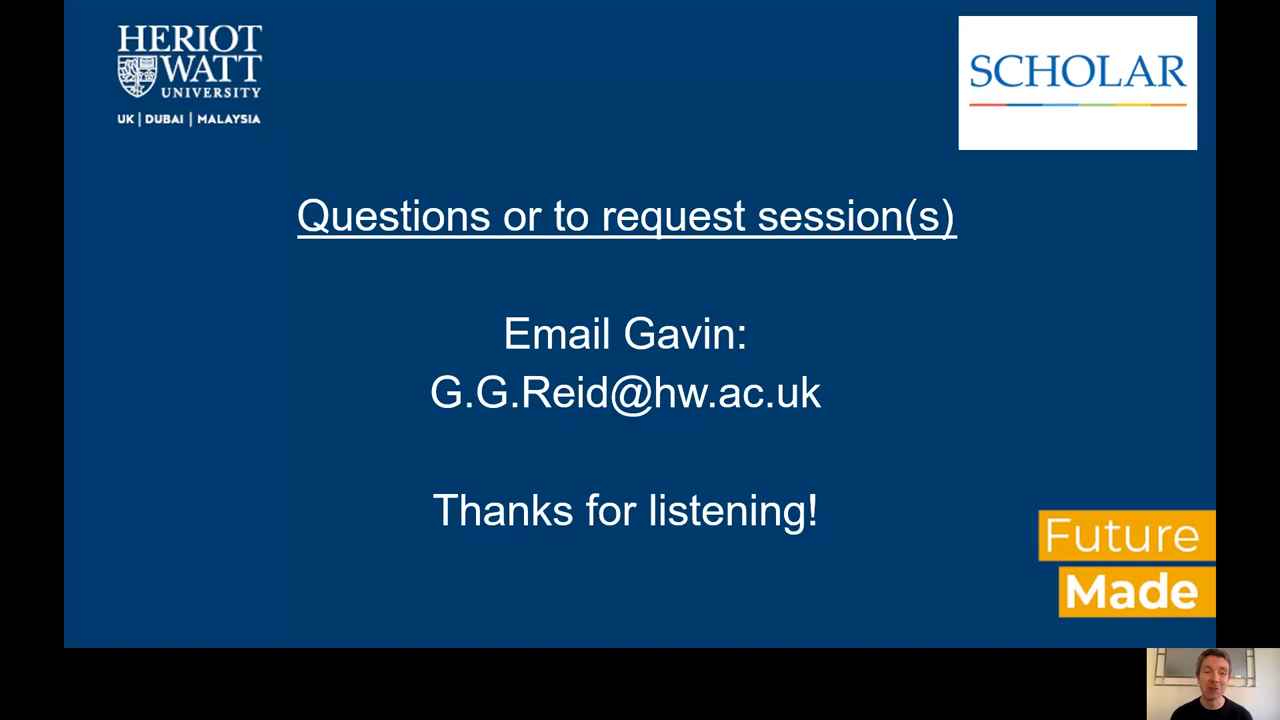 HERIOT
WATT
UNIVERSITY
UK | DUBAI | MALAYSIA
SCHOLAR
Questions or to request session(s)
Email Gavin:
G.G.Reid@hw.ac.uk
Thanks for listening!
Future
Made